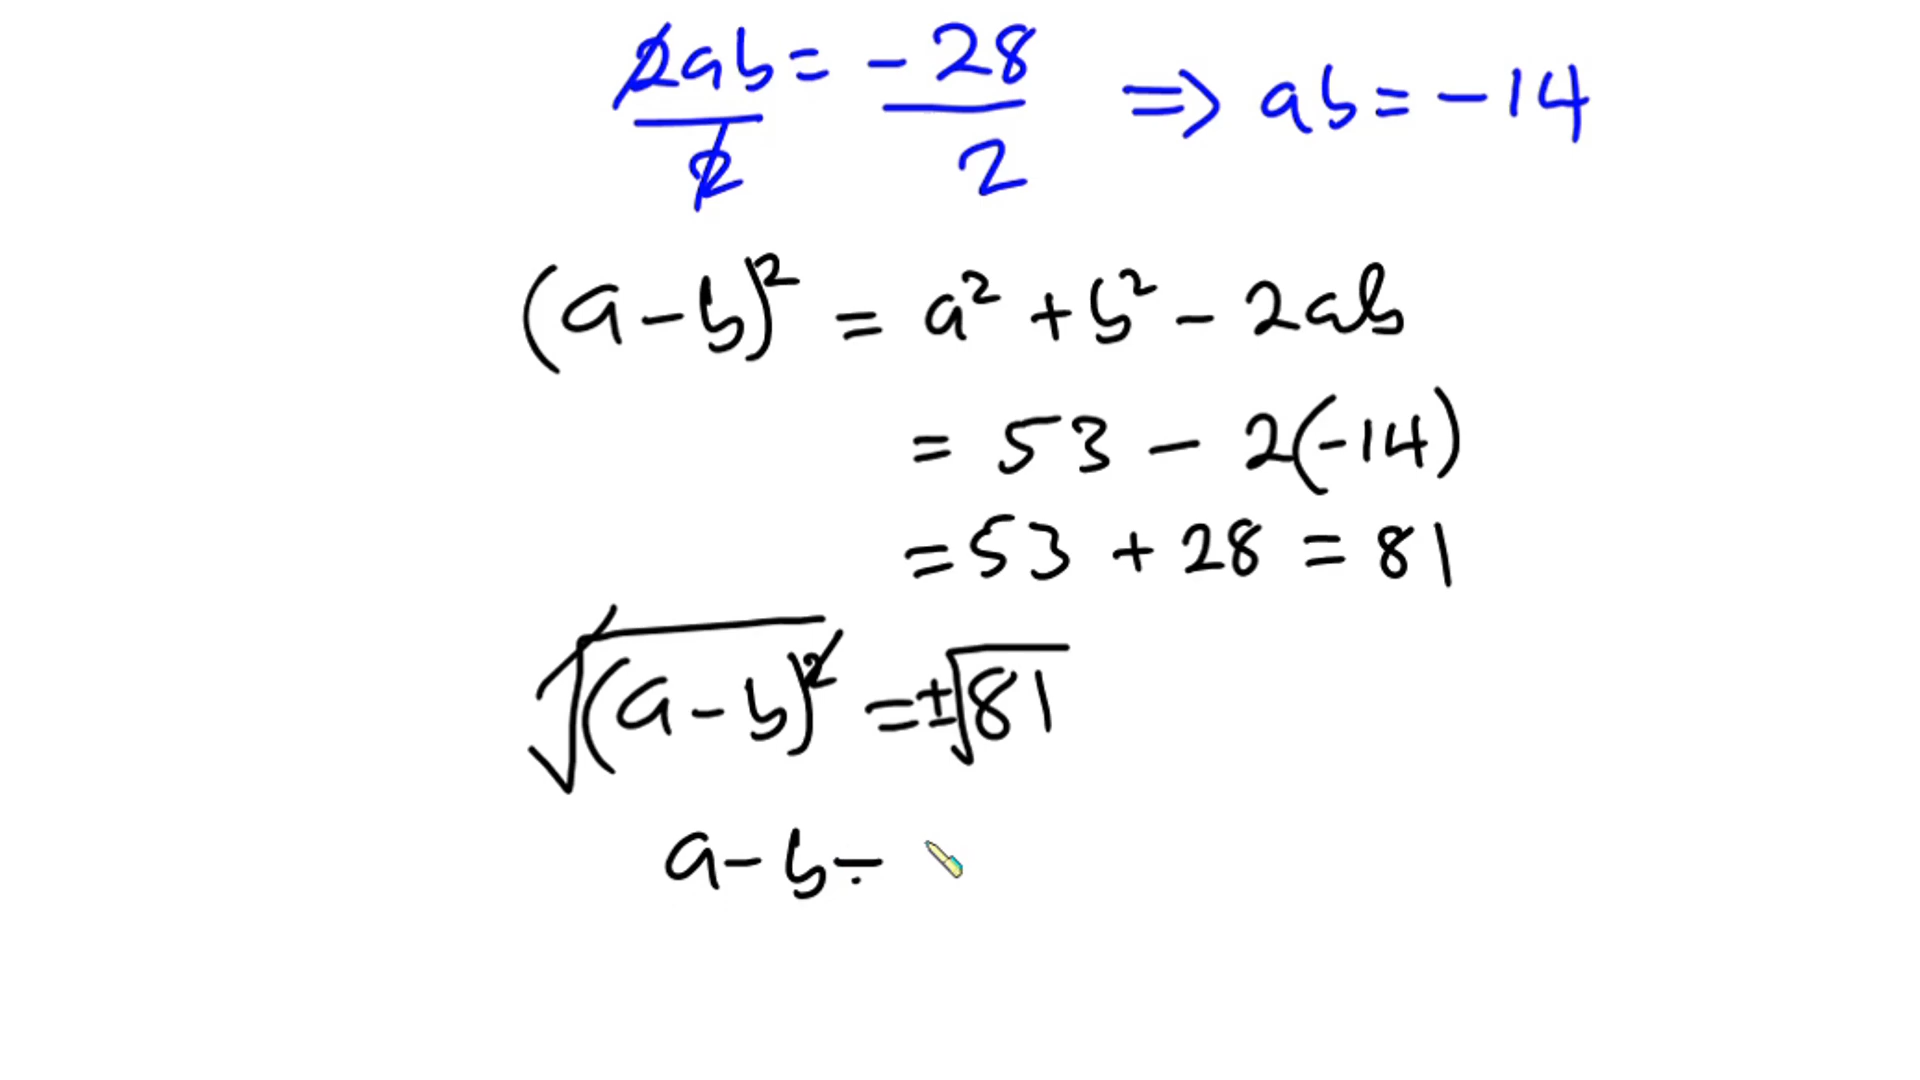 2ab/2 = -28/2 => ab = -14
(a-b)² = a² + b² - 2ab
= 53 - 2(-14)
= 53 + 28 = 81
√(a-b)² = ±√81
a-b=